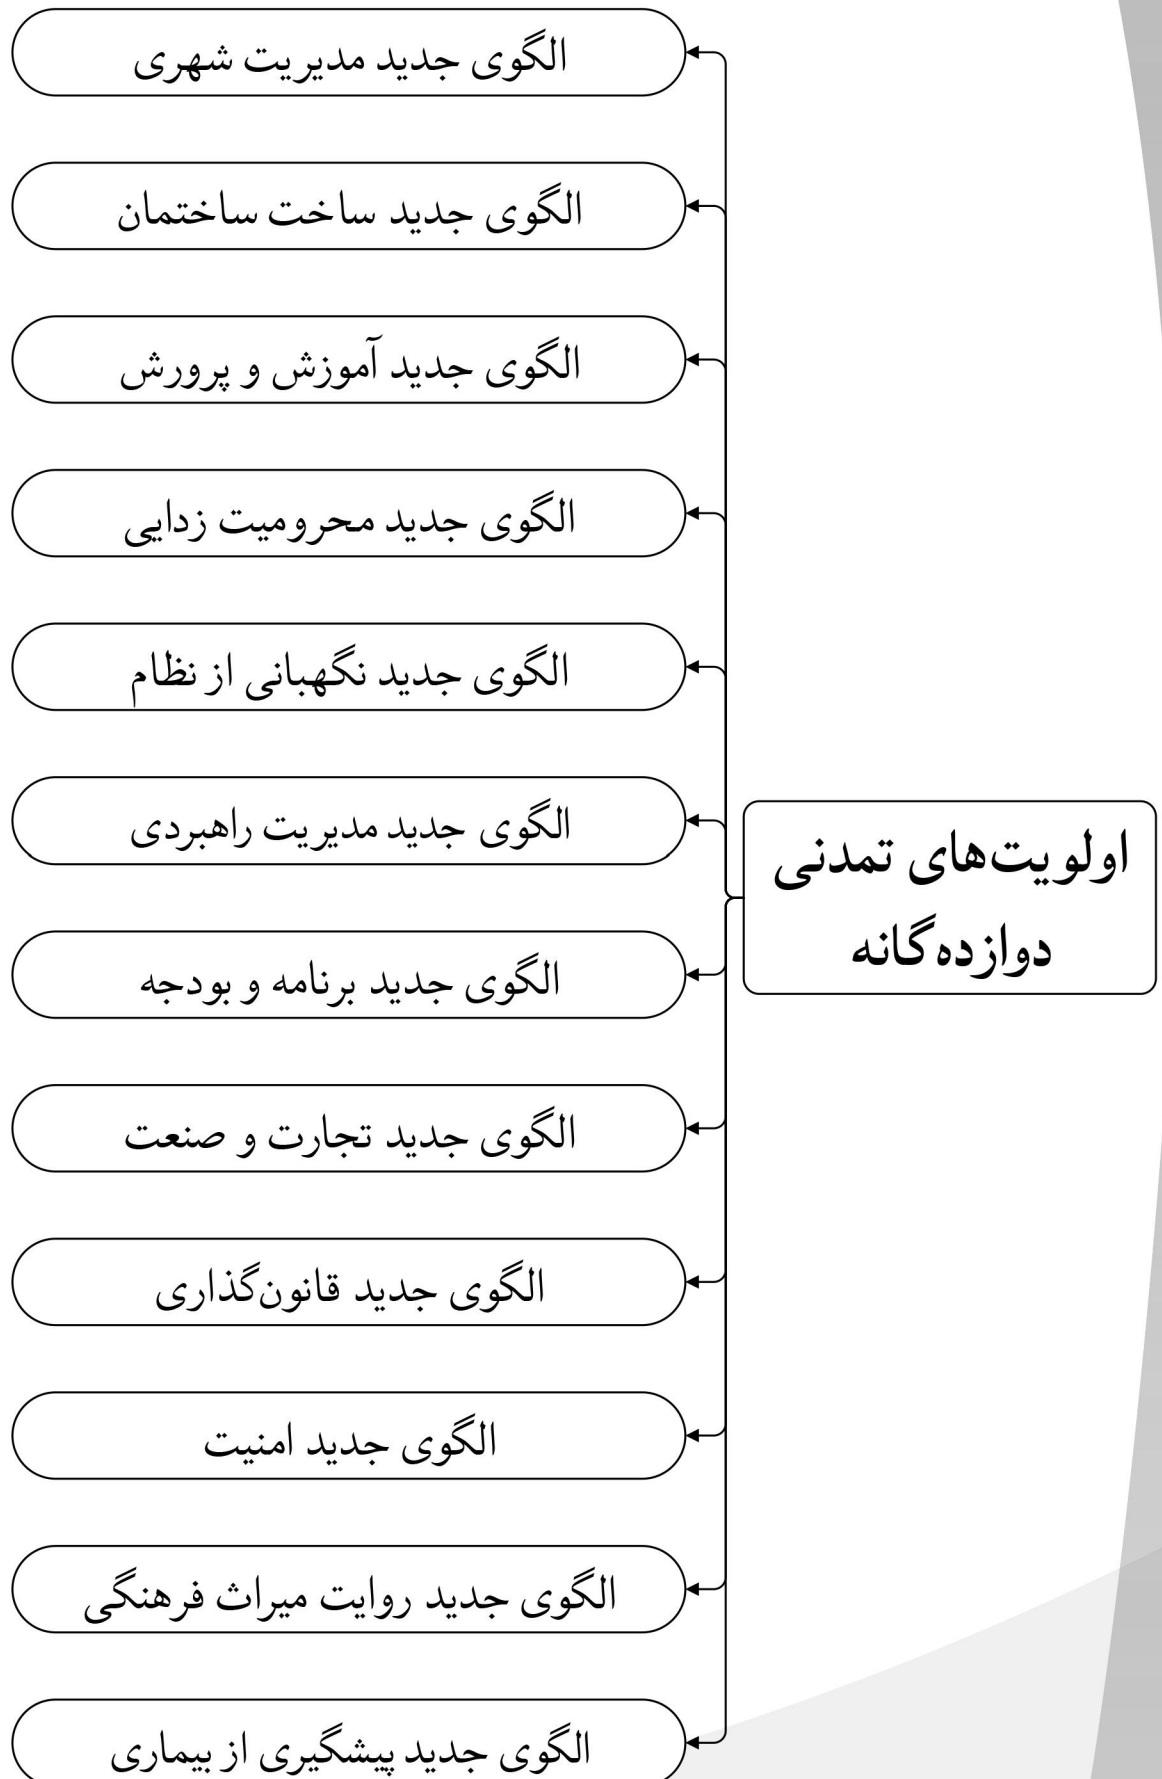 اولویت‌های تمدنی
دوازده‌گانه
الگوی جدید مدیریت شهری
الگوی جدید ساخت ساختمان
الگوی جدید آموزش و پرورش
الگوی جدید محرومیت زدایی
الگوی جدید نگهبانی از نظام
الگوی جدید مدیریت راهبردی
الگوی جدید برنامه و بودجه
الگوی جدید تجارت و صنعت
الگوی جدید قانون‌گذاری
الگوی جدید امنیت
الگوی جدید روایت میراث فرهنگی
الگوی جدید پیشگیری از بیماری